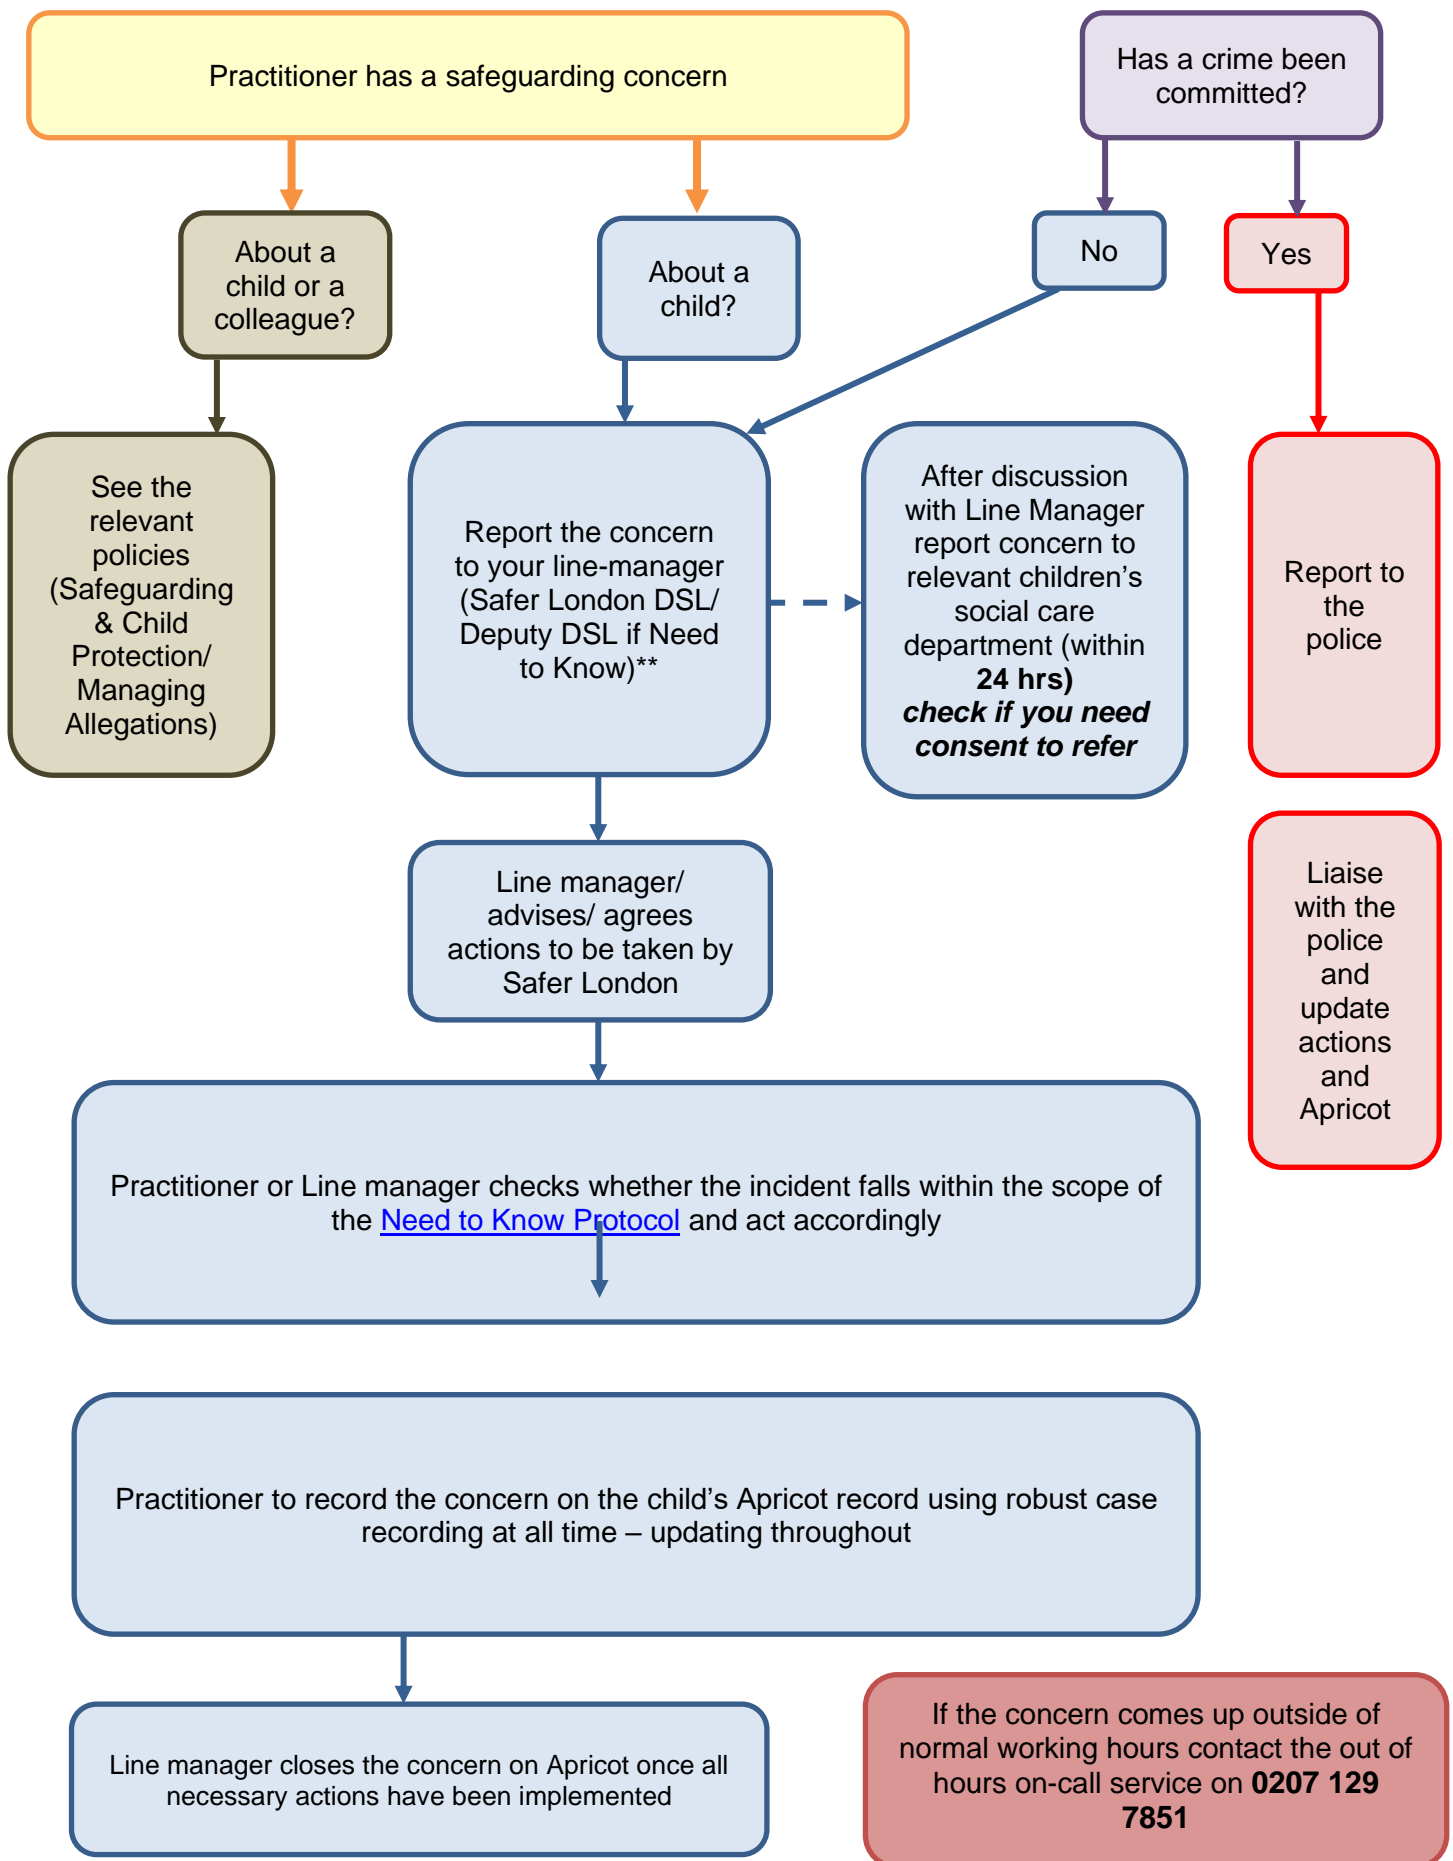 Practitioner has a safeguarding concern
Has a crime been
committed?
About a
child or a
colleague?
About a
child?
No
Yes
See the
relevant
policies
(Safeguarding
& Child
Protection/
Managing
Allegations)
Report the concern
to your line-manager
(Safer London DSL/
Deputy DSL if Need
to Know)**
After discussion
with Line Manager
report concern to
relevant children’s
social care
department (within
24 hrs)
check if you need
consent to refer
Report to
the
police
Line manager/
advises/ agrees
actions to be taken by
Safer London
Liaise
with the
police
and
update
actions
and
Apricot
Practitioner or Line manager checks whether the incident falls within the scope of
the Need to Know Protocol and act accordingly
Practitioner to record the concern on the child’s Apricot record using robust case
recording at all time – updating throughout
Line manager closes the concern on Apricot once all
necessary actions have been implemented
If the concern comes up outside of
normal working hours contact the out of
hours on-call service on 0207 129
7851